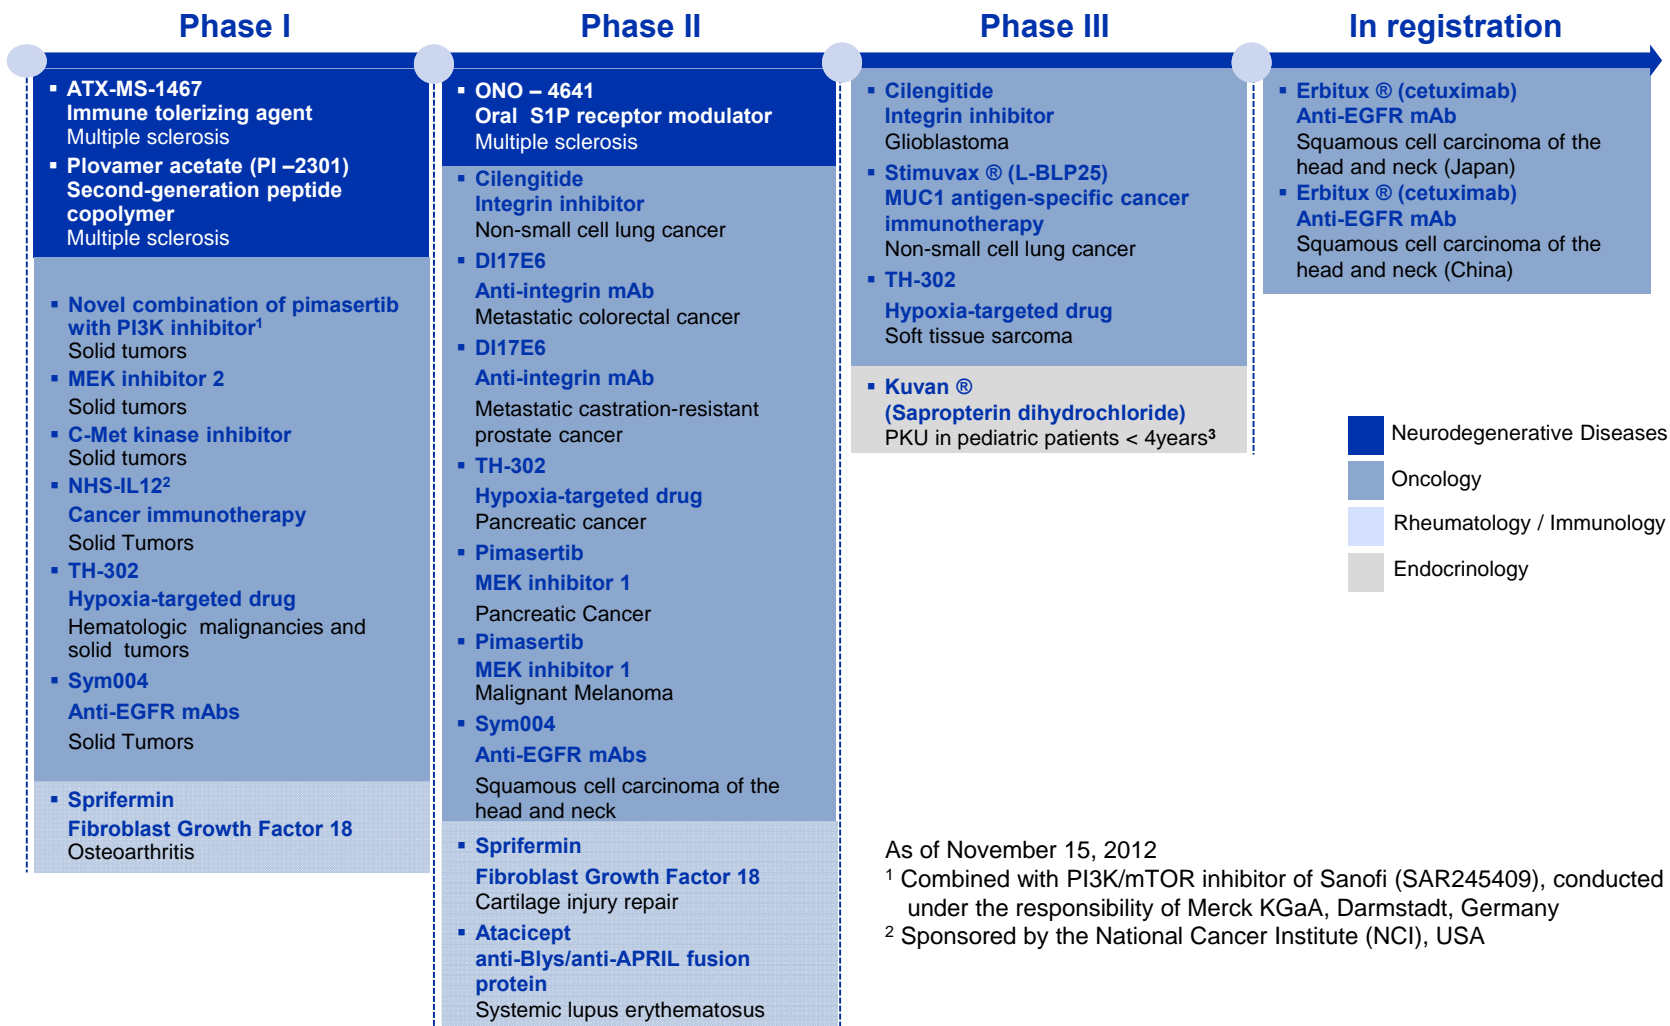 Phase I
Phase II
Phase III
In registration
▪ ATX-MS-1467
Immune tolerizing agent
Multiple sclerosis
▪ Plovamer acetate (PI –2301)
Second-generation peptide
copolymer
Multiple sclerosis
▪ Novel combination of pimasertib
with PI3K inhibitor¹
Solid tumors
▪ MEK inhibitor 2
Solid tumors
▪ C-Met kinase inhibitor
Solid tumors
▪ NHS-IL12²
Cancer immunotherapy
Solid Tumors
▪ TH-302
Hypoxia-targeted drug
Hematologic malignancies and
solid tumors
▪ Sym004
Anti-EGFR mAbs
Solid Tumors
▪ Sprifermin
Fibroblast Growth Factor 18
Osteoarthritis
▪ ONO – 4641
Oral S1P receptor modulator
Multiple sclerosis
▪ Cilengitide
Integrin inhibitor
Non-small cell lung cancer
▪ DI17E6
Anti-integrin mAb
Metastatic colorectal cancer
▪ DI17E6
Anti-integrin mAb
Metastatic castration-resistant
prostate cancer
▪ TH-302
Hypoxia-targeted drug
Pancreatic cancer
▪ Pimasertib
MEK inhibitor 1
Pancreatic Cancer
▪ Pimasertib
MEK inhibitor 1
Malignant Melanoma
▪ Sym004
Anti-EGFR mAbs
Squamous cell carcinoma of the
head and neck
▪ Sprifermin
Fibroblast Growth Factor 18
Cartilage injury repair
▪ Atacicept
anti-Blys/anti-APRIL fusion
protein
Systemic lupus erythematosus
▪ Cilengitide
Integrin inhibitor
Glioblastoma
▪ Stimuvax ® (L-BLP25)
MUC1 antigen-specific cancer
immunotherapy
Non-small cell lung cancer
▪ TH-302
Hypoxia-targeted drug
Soft tissue sarcoma
▪ Kuvan ®
(Sapropterin dihydrochloride)
PKU in pediatric patients < 4years³
▪ Erbitux ® (cetuximab)
Anti-EGFR mAb
Squamous cell carcinoma of the
head and neck (Japan)
▪ Erbitux ® (cetuximab)
Anti-EGFR mAb
Squamous cell carcinoma of the
head and neck (China)
Neurodegenerative Diseases
Oncology
Rheumatology / Immunology
Endocrinology
As of November 15, 2012
¹ Combined with PI3K/mTOR inhibitor of Sanofi (SAR245409), conducted
under the responsibility of Merck KGaA, Darmstadt, Germany
² Sponsored by the National Cancer Institute (NCI), USA